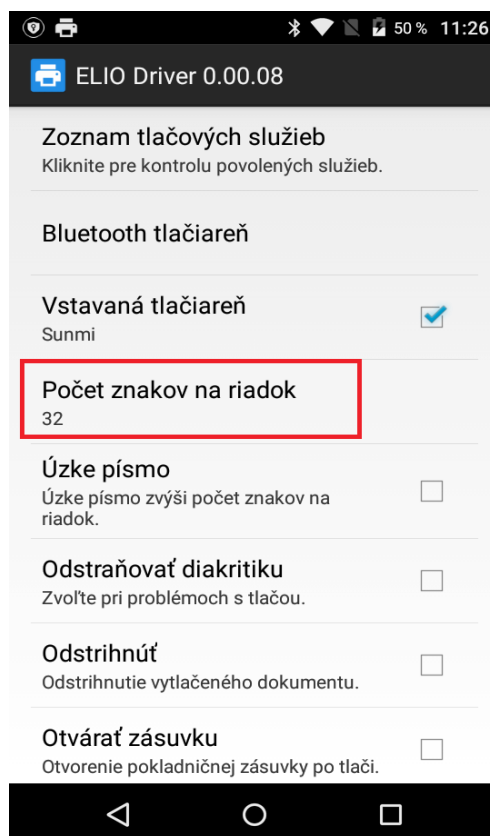 50 % 11:26
ELIO Driver 0.00.08
Zoznam tlačových služieb
Kliknite pre kontrolu povolených služieb.
Bluetooth tlačiareň
Vstavaná tlačiareň
Sunmi
Počet znakov na riadok
32
Úzke písmo
Úzke písmo zvýši počet znakov na
riadok.
Odstraňovať diakritiku
Zvoľte pri problémoch s tlačou.
Odstrihnúť
Odstrihnutie vytlačeného dokumentu.
Otvárať zásuvku
Otvorenie pokladničnej zásuvky po tlači.